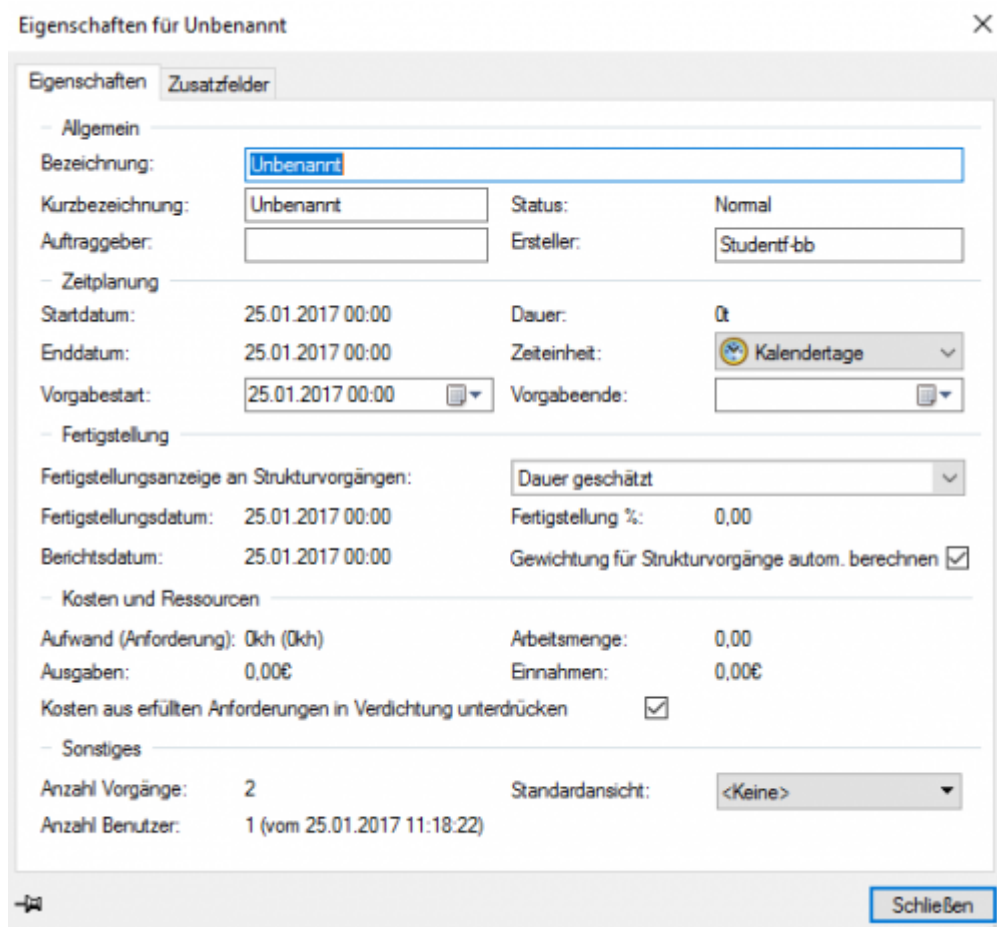 Eigenschaften für Unbenannt
Eigenschaften Zusatzfelder
Allgemein
Bezeichnung: Unbenannt
Kurzbezeichnung: Unbenannt Status: Normal
Auftraggeber: Ersteller: Studentf-bb
Zeitplanung
Startdatum: 25.01.2017 00:00 Dauer: 0t
Enddatum: 25.01.2017 00:00 Zeiteinheit: Kalendertage
Vorgabestart: 25.01.2017 00:00 Vorgabeende:
Fertigstellung
Fertigstellungsanzeige an Strukturvorgängen: Dauer geschätzt
Fertigstellungsdatum: 25.01.2017 00:00 Fertigstellung %: 0,00
Berichtsdatum: 25.01.2017 00:00 Gewichtung für Strukturvorgänge autom. berechnen
Kosten und Ressourcen
Aufwand (Anforderung): 0kh (0kh) Arbeitsmenge: 0,00
Ausgaben: 0,00€ Einnahmen: 0,00€
Kosten aus erfüllten Anforderungen in Verdichtung unterdrücken
Sonstiges
Anzahl Vorgänge: 2 Standardansicht: <Keine>
Anzahl Benutzer: 1 (vom 25.01.2017 11:18:22)
Schließen